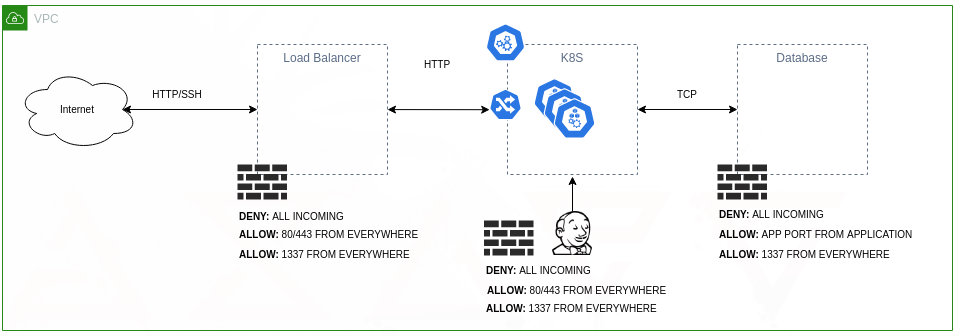 VPC
Load Balancer
K8S
Database
HTTP
HTTP/SSH
TCP
Internet
DENY: ALL INCOMING
ALLOW: 80/443 FROM EVERYWHERE
ALLOW: 1337 FROM EVERYWHERE
DENY: ALL INCOMING
ALLOW: 80/443 FROM EVERYWHERE
ALLOW: 1337 FROM EVERYWHERE
DENY: ALL INCOMING
ALLOW: APP PORT FROM APPLICATION
ALLOW: 1337 FROM EVERYWHERE